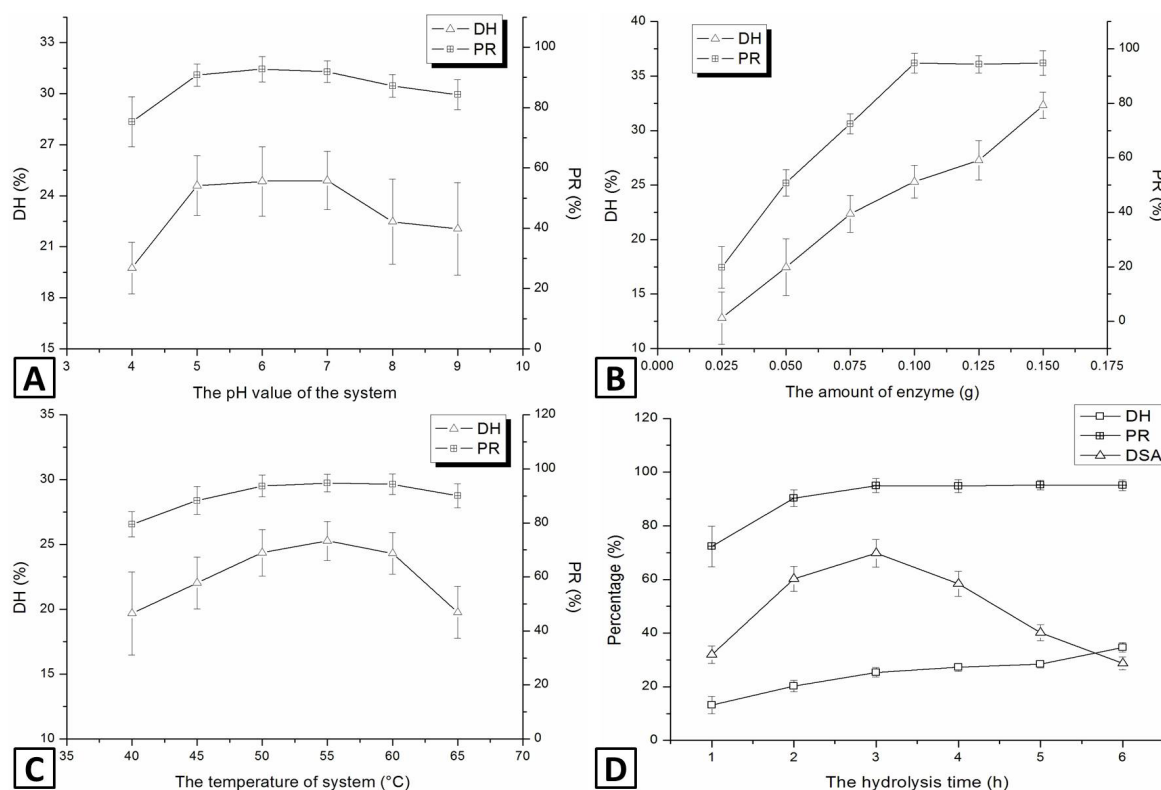 DH
PR
DH (%)
33
30
27
24
21
18
15
PR (%)
100
80
60
40
20
0
3 4 5 6 7 8 9 10
A
The pH value of the system
DH
PR
DH (%)
40
35
30
25
20
15
10
PR (%)
100
80
60
40
20
0
0.000 0.025 0.050 0.075 0.100 0.125 0.150 0.175
B
The amount of enzyme (g)
DH
PR
DH (%)
35
30
25
20
15
10
PR (%)
120
100
80
60
40
20
0
35 40 45 50 55 60 65 70
C
The temperature of system (°C)
DH
PR
DSA
Percentage (%)
120
100
80
60
40
20
0
1 2 3 4 5 6
D
The hydrolysis time (h)